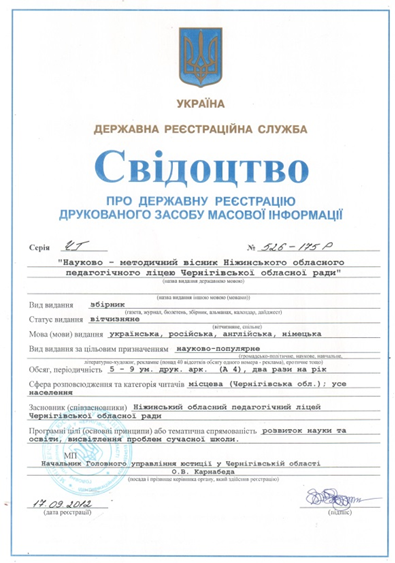 УКРАЇНА
ДЕРЖАВНА РЕЄСТРАЦІЙНА СЛУЖБА
Свідоцтво
ПРО ДЕРЖАВНУ РЕЄСТРАЦІЮ
ДРУКОВАНОГО ЗАСОБУ МАСОВОЇ ІНФОРМАЦІЇ
Серія ЧГ № 526-175 Р
"Науково - методичний вісник Ніжинського обласного
педагогічного ліцею Чернігівської обласної ради"
(назва видання державною мовою)
(назва видання іншою мовою (мовами))
Вид видання збірник
(газета, журнал, бюлетень, збірник, альманах, календар, дайджест)
Статус видання вітчизняне
(вітчизняне, спільне)
Мова (мови) видання українська, російська, англійська, німецька
Вид видання за цільовим призначенням науково-популярне
(громадсько-політичне, наукове, навчальне,
літературно-художнє, рекламне (понад 40 відсотків обсягу одного номера - реклама), еротичне тощо)
Обсяг, періодичність 5 - 9 ум. друк. арк. (А 4), два рази на рік
Сфера розповсюдження та категорія читачів місцева (Чернігівська обл.): усе
населення
Засновник (співзасновники) Ніжинський обласний педагогічний ліцей
Чернігівської обласної ради
Програмні цілі (основні принципи) або тематична спрямованість розвиток науки та
освіти, висвітлення проблем сучасної школи.
МП
Начальник Головного управління юстиції у Чернігівській області
О.В. Карнабеда
(посада і прізвище керівника органу, який здійснив реєстрацію)
17.09.2012
(дата реєстрації) (підпис)